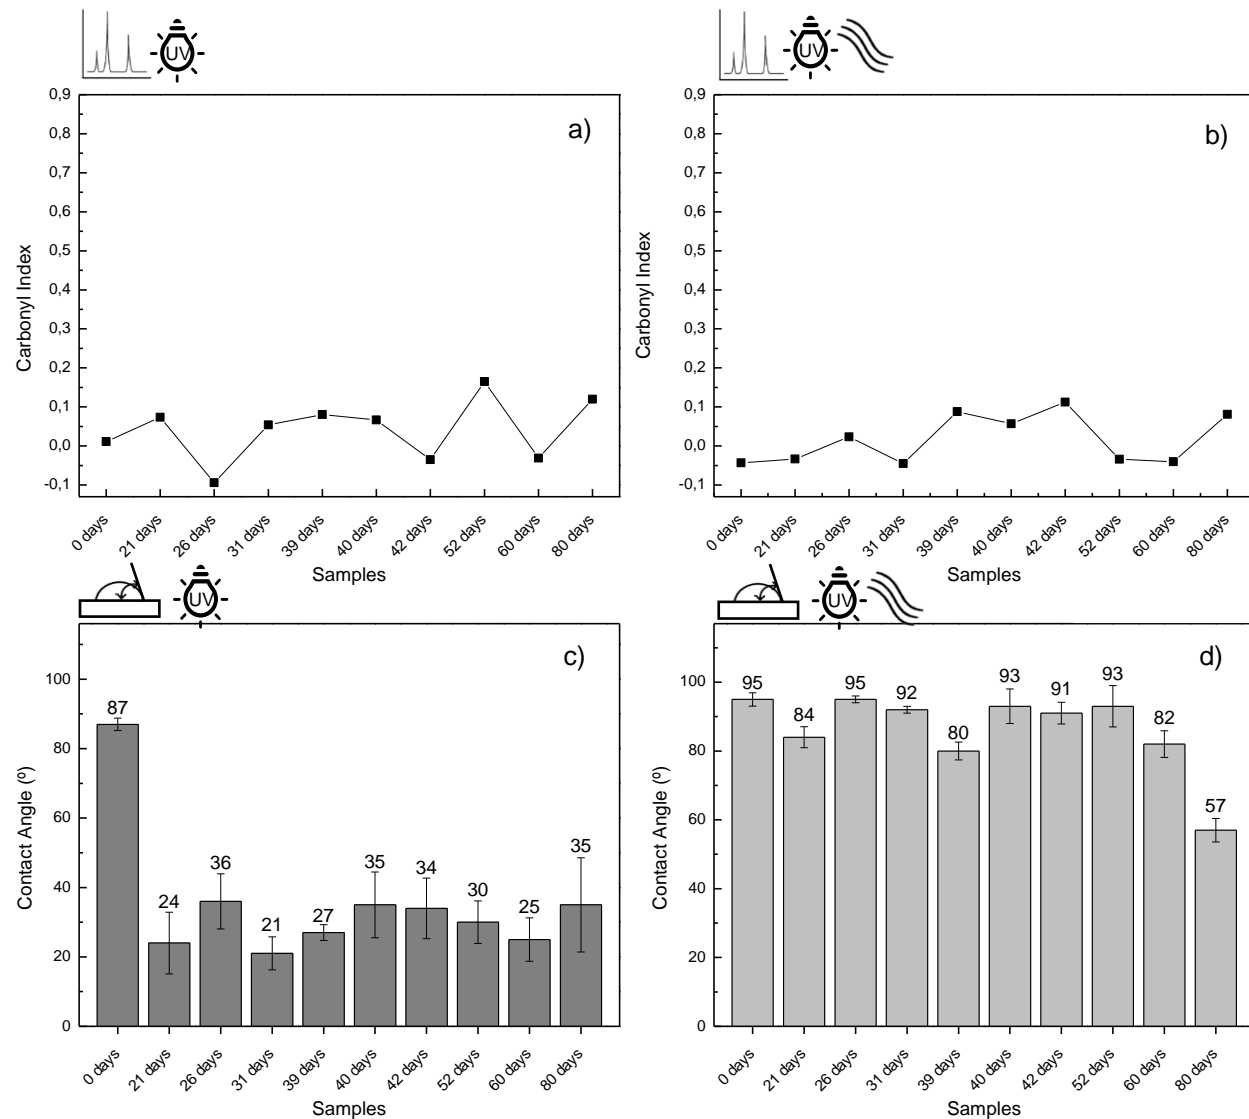 UV
UV
a)
0,9
0,8
0,7
0,6
0,5
0,4
0,3
0,2
0,1
0,0
-0,1
Carbonyl Index
0 days
21 days
26 days
31 days
39 days
40 days
42 days
52 days
60 days
80 days
Samples
b)
0,9
0,8
0,7
0,6
0,5
0,4
0,3
0,2
0,1
0,0
-0,1
Carbonyl Index
0 days
21 days
26 days
31 days
39 days
40 days
42 days
52 days
60 days
80 days
Samples
UV
UV
c)
100
80
60
40
20
0
Contact Angle (º)
87
24
36
21
27
35
34
30
25
35
0 days
21 days
26 days
31 days
39 days
40 days
42 days
52 days
60 days
80 days
Samples
d)
100
80
60
40
20
0
Contact Angle (º)
95
84
95
92
80
93
91
93
82
57
0 days
21 days
26 days
31 days
39 days
40 days
42 days
52 days
60 days
80 days
Samples